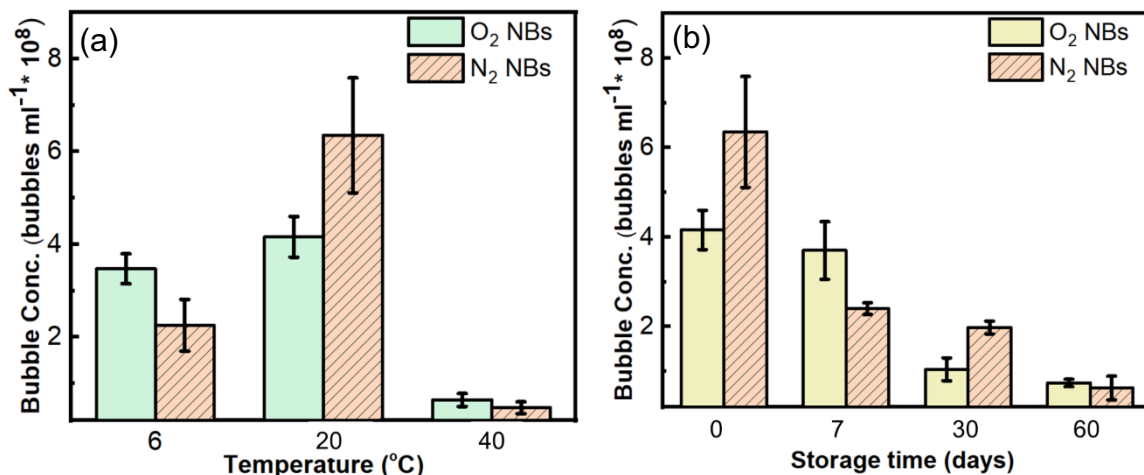 (a)
O₂ NBs
N₂ NBs
Bubble Conc. (bubbles ml⁻¹* 10⁸)
8
6
4
2
6 20 40
Temperature (°C)
(b)
O₂ NBs
N₂ NBs
Bubble Conc. (bubbles ml⁻¹* 10⁸)
8
6
4
2
0 7 30 60
Storage time (days)